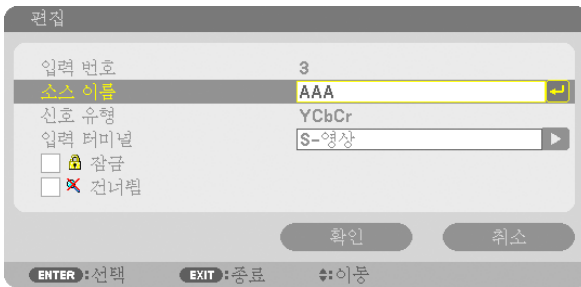 편집
입력 번호 3
소스 이름 AAA
신호 유형 YCbCr
입력 터미널 S-영상
잠금
건너뜀
확인 취소
ENTER:선택 EXIT:종료 :이동